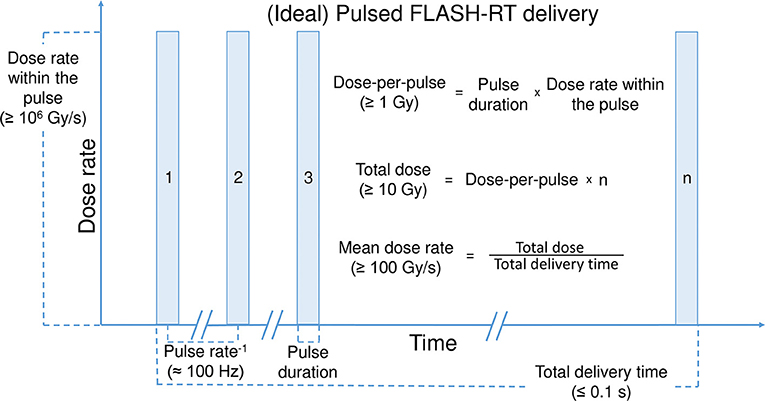 (Ideal) Pulsed FLASH-RT delivery
Dose rate
within the
pulse
(≥ 10⁶ Gy/s)
Dose rate
1
2
3
n
Dose-per-pulse
(≥ 1 Gy)
=
Pulse
duration
x
Dose rate within
the pulse
Total dose
(≥ 10 Gy)
= Dose-per-pulse x n
Mean dose rate
(≥ 100 Gy/s)
=
Total dose
Total delivery time
Time
Pulse rate⁻¹
(≈ 100 Hz)
Pulse
duration
Total delivery time
(≤ 0.1 s)